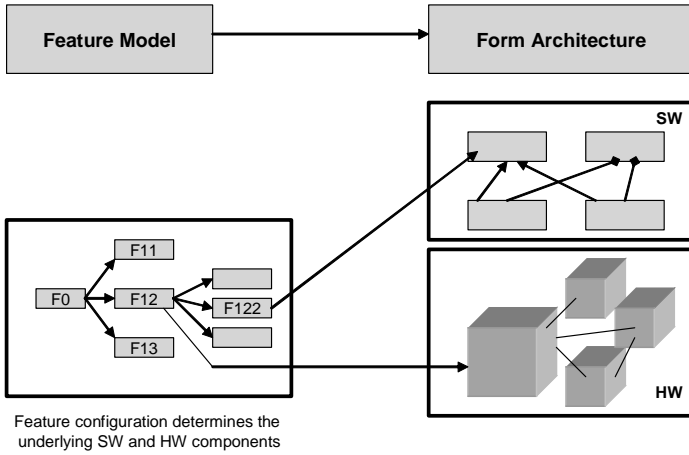 Feature Model
Form Architecture
SW
F11
F0
F12
F122
F13
HW
Feature configuration determines the
underlying SW and HW components